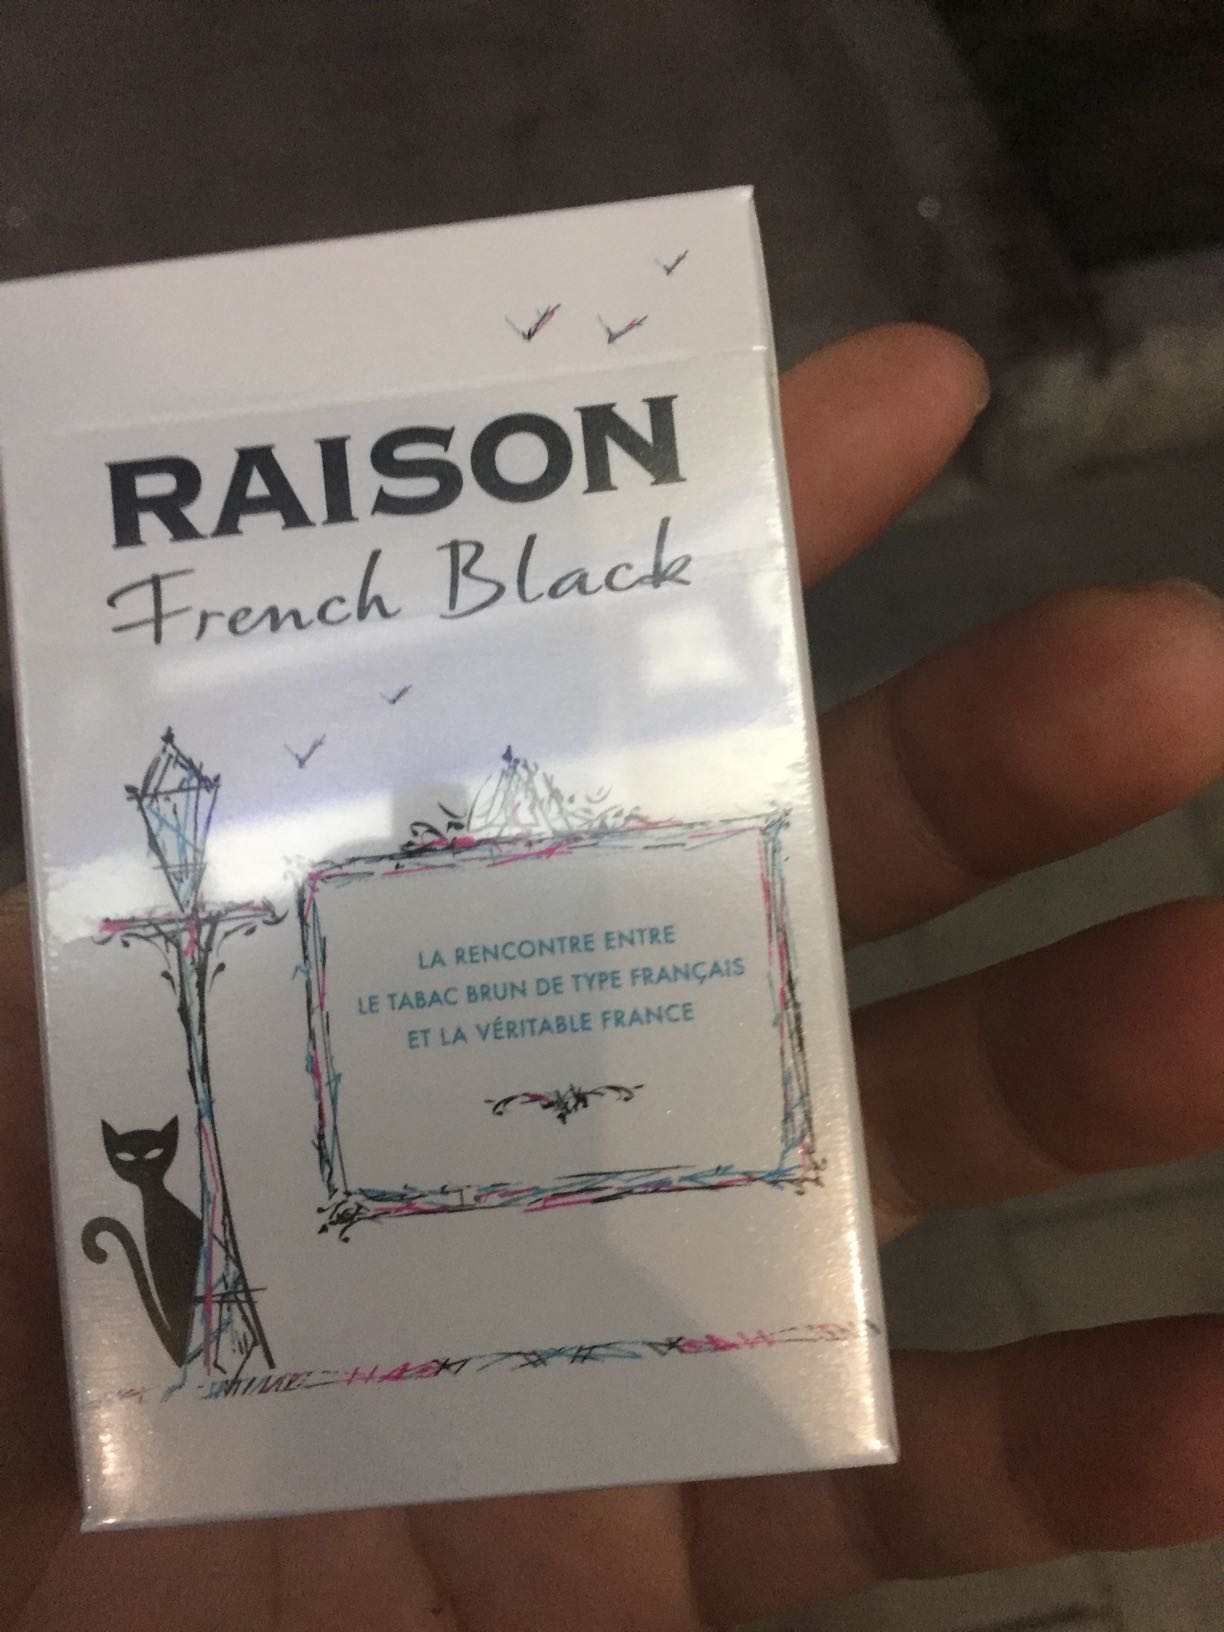 RAISON
French Black
LA RENCONTRE ENTRE
LE TABAC BRUN DE TYPE FRANÇAIS
ET LA VÉRITABLE FRANCE